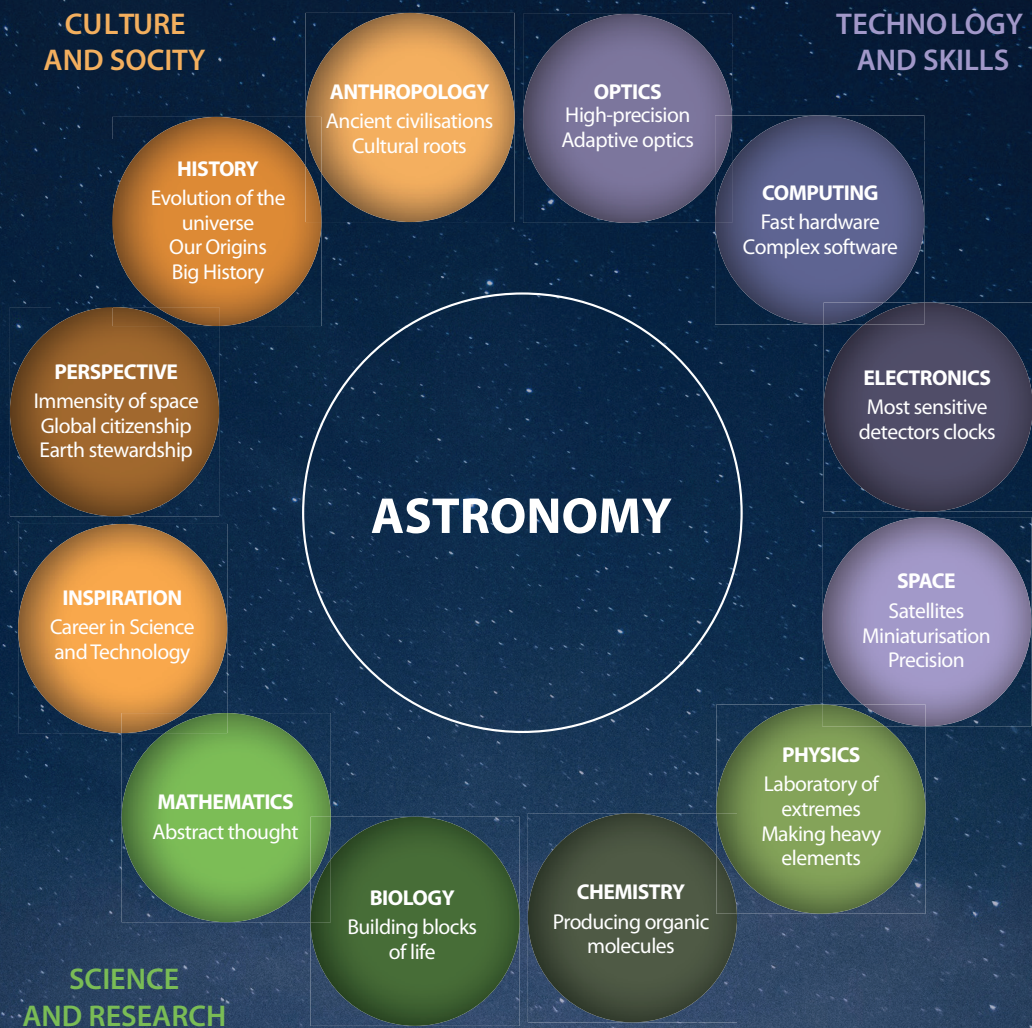 CULTURE
AND SOCITY
TECHNOLOGY
AND SKILLS
ANTHROPOLOGY
Ancient civilisations
Cultural roots
OPTICS
High-precision
Adaptive optics
HISTORY
Evolution of the
universe
Our Origins
Big History
COMPUTING
Fast hardware
Complex software
PERSPECTIVE
Immensity of space
Global citizenship
Earth stewardship
ELECTRONICS
Most sensitive
detectors clocks
ASTRONOMY
INSPIRATION
Career in Science
and Technology
SPACE
Satellites
Miniaturisation
Precision
MATHEMATICS
Abstract thought
PHYSICS
Laboratory of
extremes
Making heavy
elements
BIOLOGY
Building blocks
of life
CHEMISTRY
Producing organic
molecules
SCIENCE
AND RESEARCH